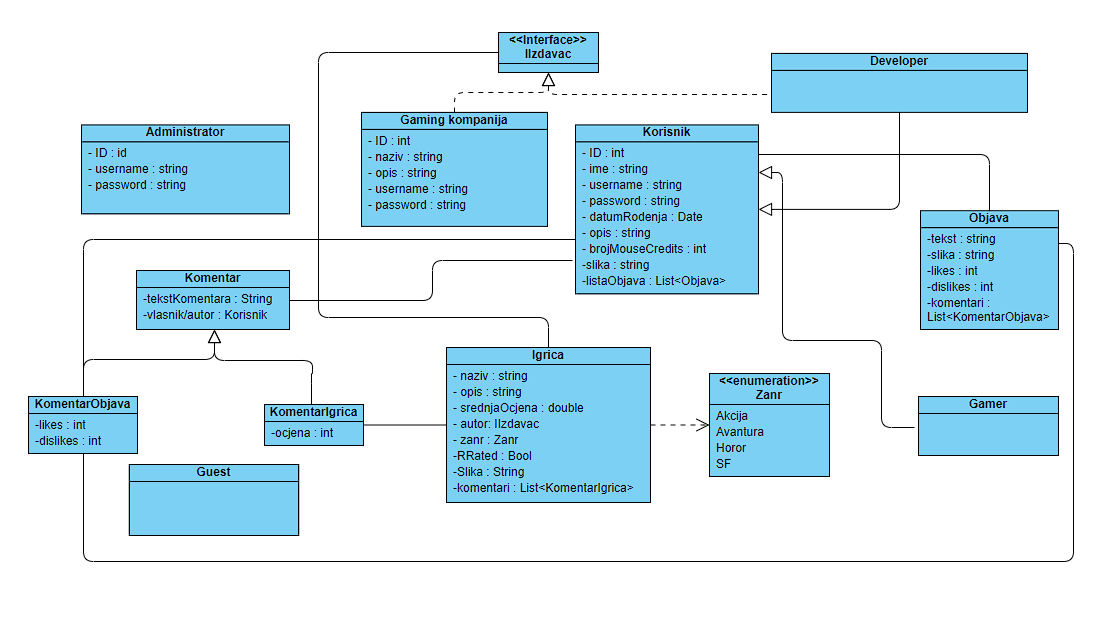 <<Interface>>
IIzdavac
Developer
Administrator
- ID : id
- username : string
- password : string
Gaming kompanija
- ID : int
- naziv : string
- opis : string
- username : string
- password : string
Korisnik
- ID : int
- ime : string
- username : string
- password : string
- datumRodenja : Date
- opis : string
- brojMouseCredits : int
-slika : string
-listaObjava : List<Objava>
Objava
-tekst : string
-slika : string
-likes : int
-dislikes : int
-komentari :
List<KomentarObjava>
Komentar
-tekstKomentara : String
-vlasnik/autor : Korisnik
KomentarObjava
-likes : int
-dislikes : int
KomentarIgrica
-ocjena : int
Igrica
- naziv : string
- opis : string
- srednjaOcjena : double
- autor: IIzdavac
- zanr : Zanr
-RRated : Bool
-Slika : String
-komentari : List<KomentarIgrica>
<<enumeration>>
Zanr
Akcija
Avantura
Horor
SF
Gamer
Guest